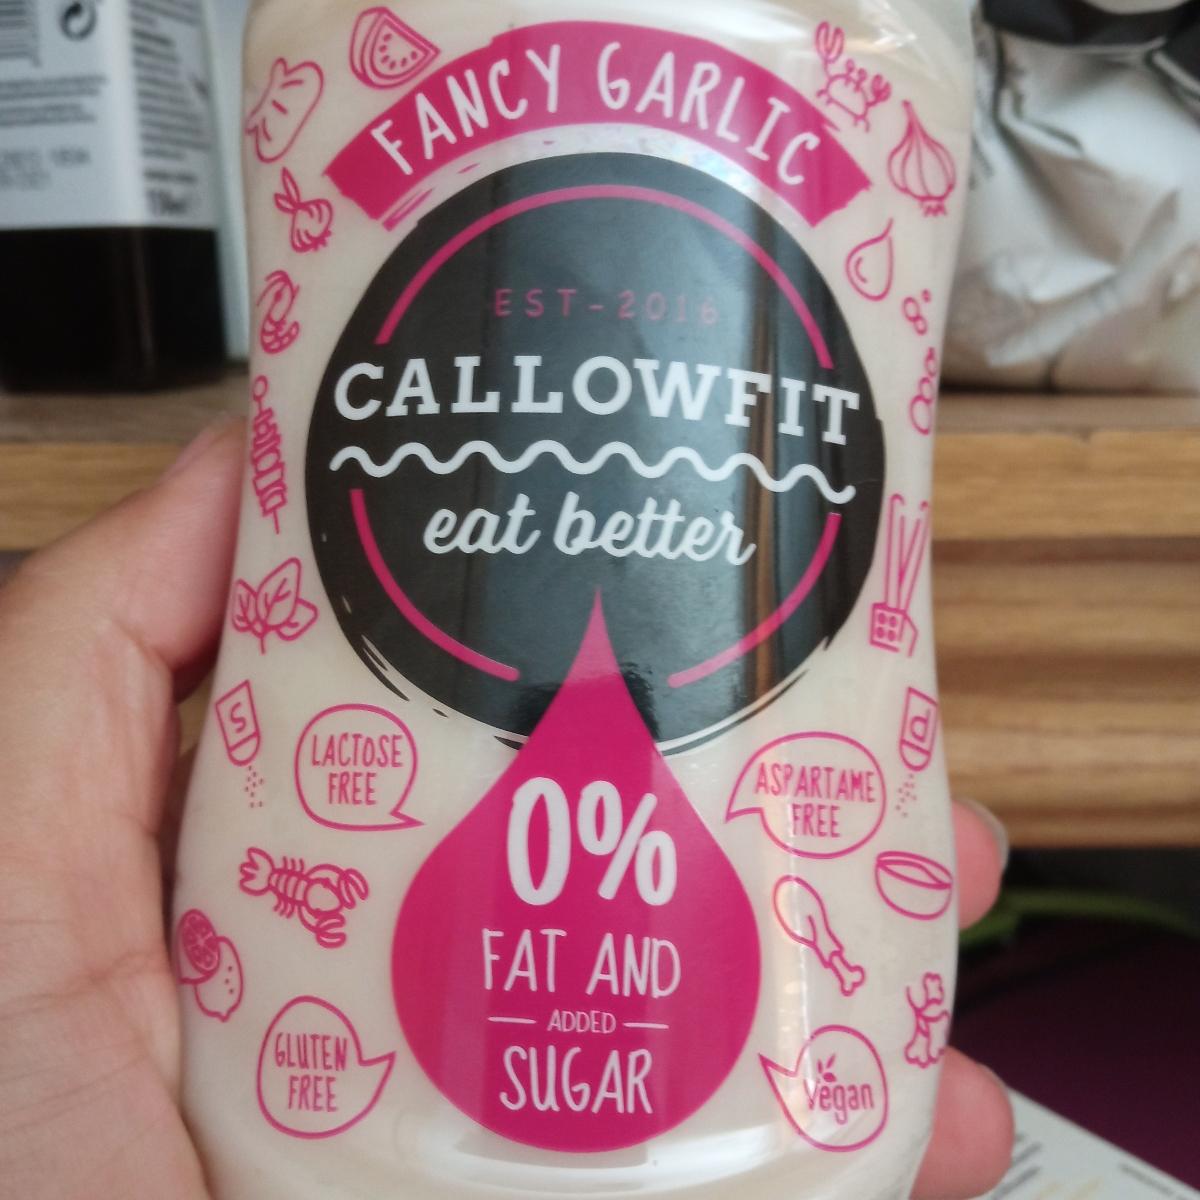 FANCY GARLIC
EST-2016
CALLOWFIT
eat better
LACTOSE
FREE
ASPARTAME
FREE
0%
FAT AND
ADDED
SUGAR
GLUTEN
FREE
vegan
S